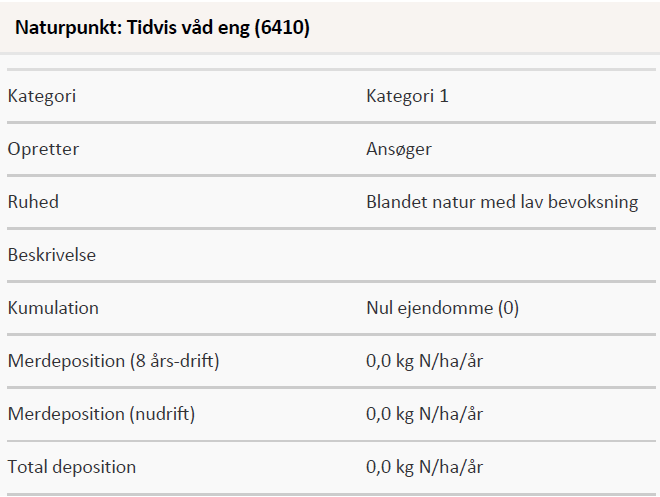 Naturpunkt: Tidvis våd eng (6410)
Kategori Kategori 1
Opretter Ansøger
Ruhed Blandet natur med lav bevoksning
Beskrivelse
Kumulation Nul ejendomme (0)
Merdeposition (8 års-drift) 0,0 kg N/ha/år
Merdeposition (nudrift) 0,0 kg N/ha/år
Total deposition 0,0 kg N/ha/år